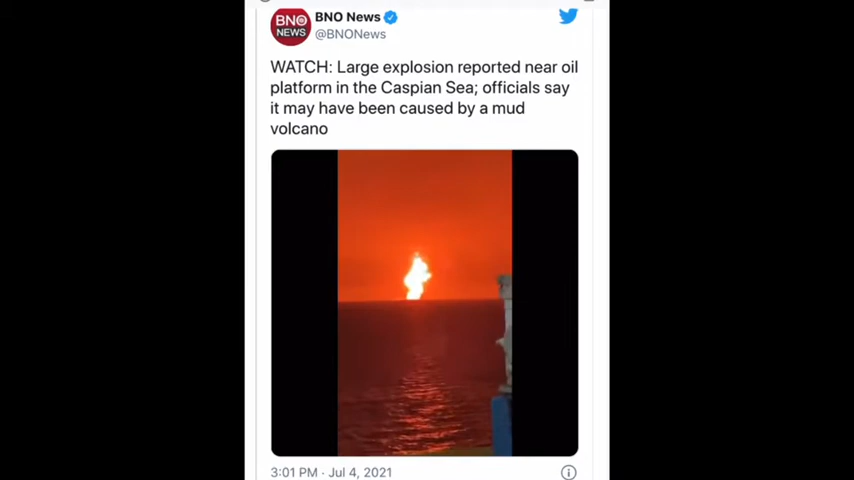 BNO
NEWS
BNO News
@BNONews
WATCH: Large explosion reported near oil
platform in the Caspian Sea; officials say
it may have been caused by a mud
volcano
3:01 PM · Jul 4, 2021